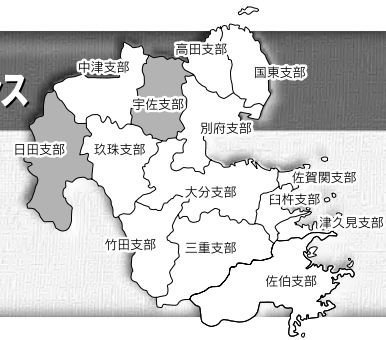 高田支部
中津支部
国東支部
ンス
宇佐支部
別府支部
日田支部
玖珠支部
佐賀関支部
大分支部
臼杵支部
津久見支部
竹田支部
三重支部
佐伯支部